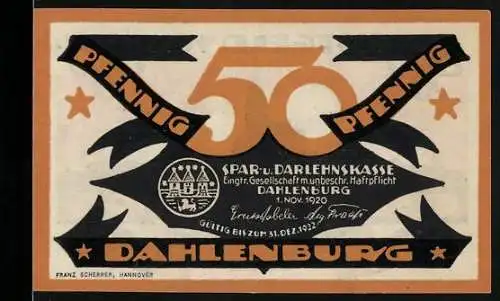 PFENNIG 50 PFENNIG
SPAR- u. DARLEHNSKASSE
Eingtr. Gesellschaft m. unbeschr. Haftpflicht
DAHLENBURG
1. NOV. 1920
GÜLTIG BIS ZUM 31. DEZ. 1922
DAHLENBURG
FRANZ SCHERRER, HANNOVER